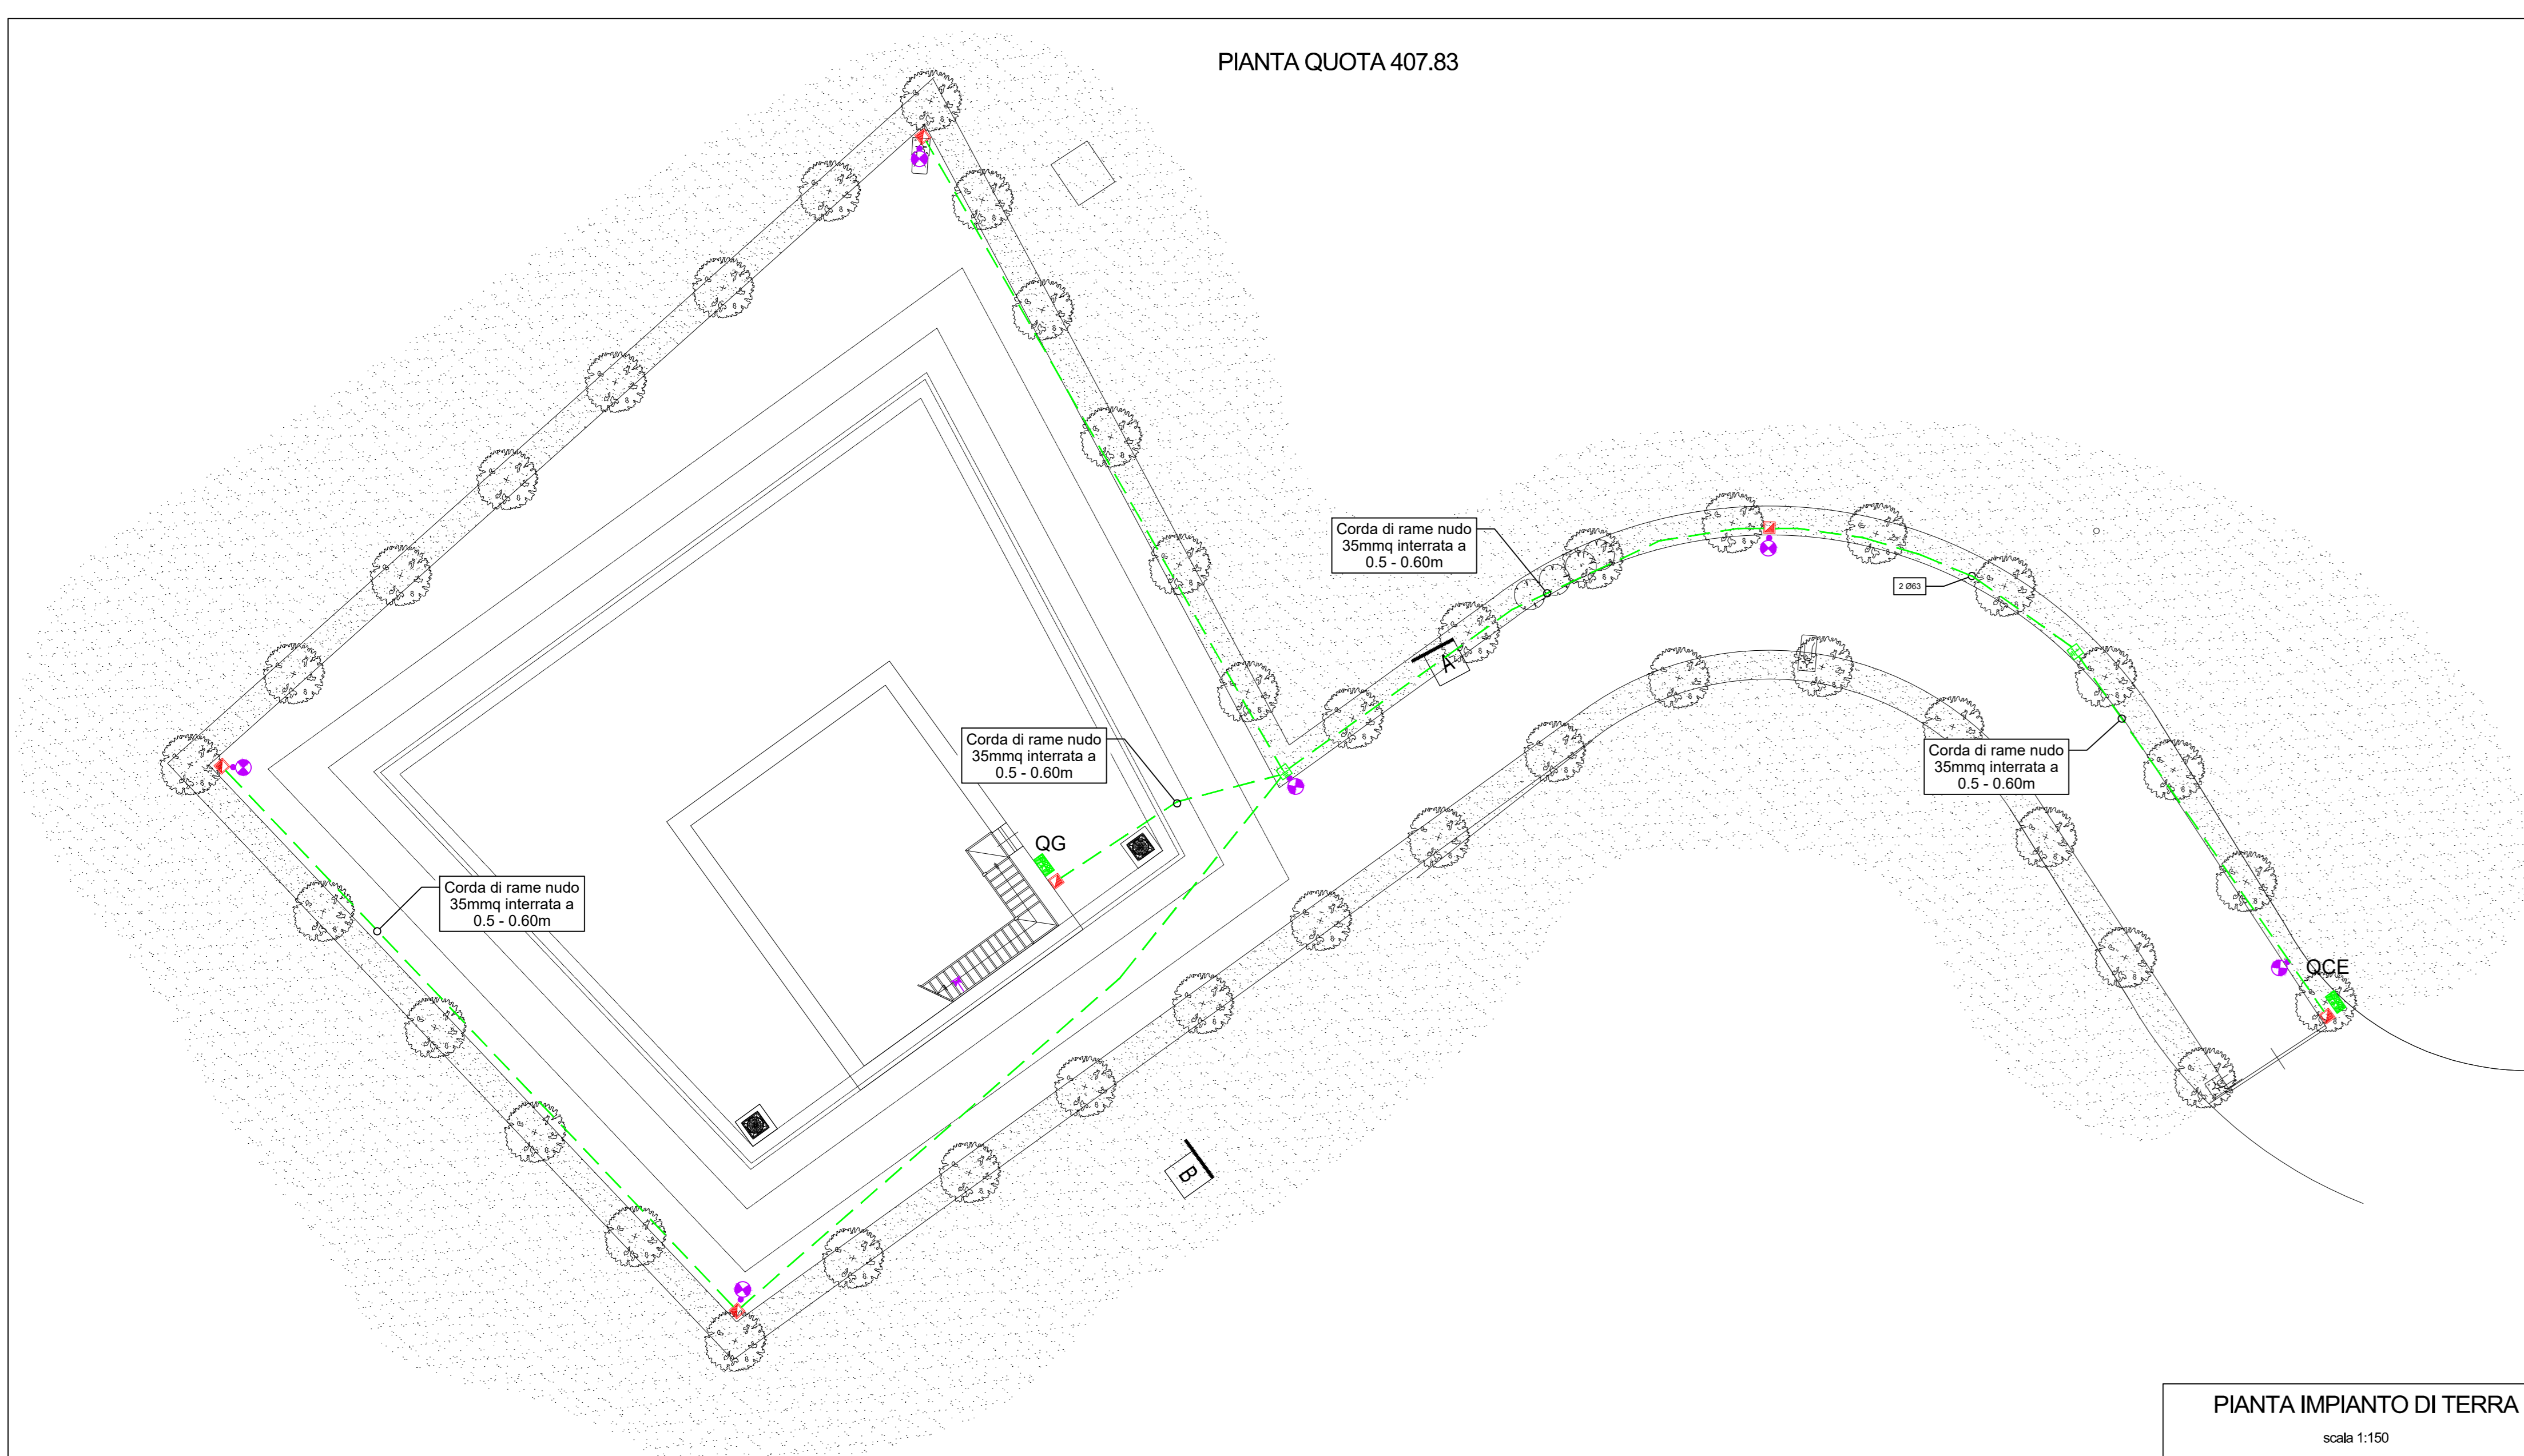 PIANTA QUOTA 407.83
Corda di rame nudo
35mmq interrata a
0.5 - 0.60m
2 Ø63
A
Corda di rame nudo
35mmq interrata a
0.5 - 0.60m
Corda di rame nudo
35mmq interrata a
0.5 - 0.60m
QG
Corda di rame nudo
35mmq interrata a
0.5 - 0.60m
QCE
B
PIANTA IMPIANTO DI TERRA
scala 1:150